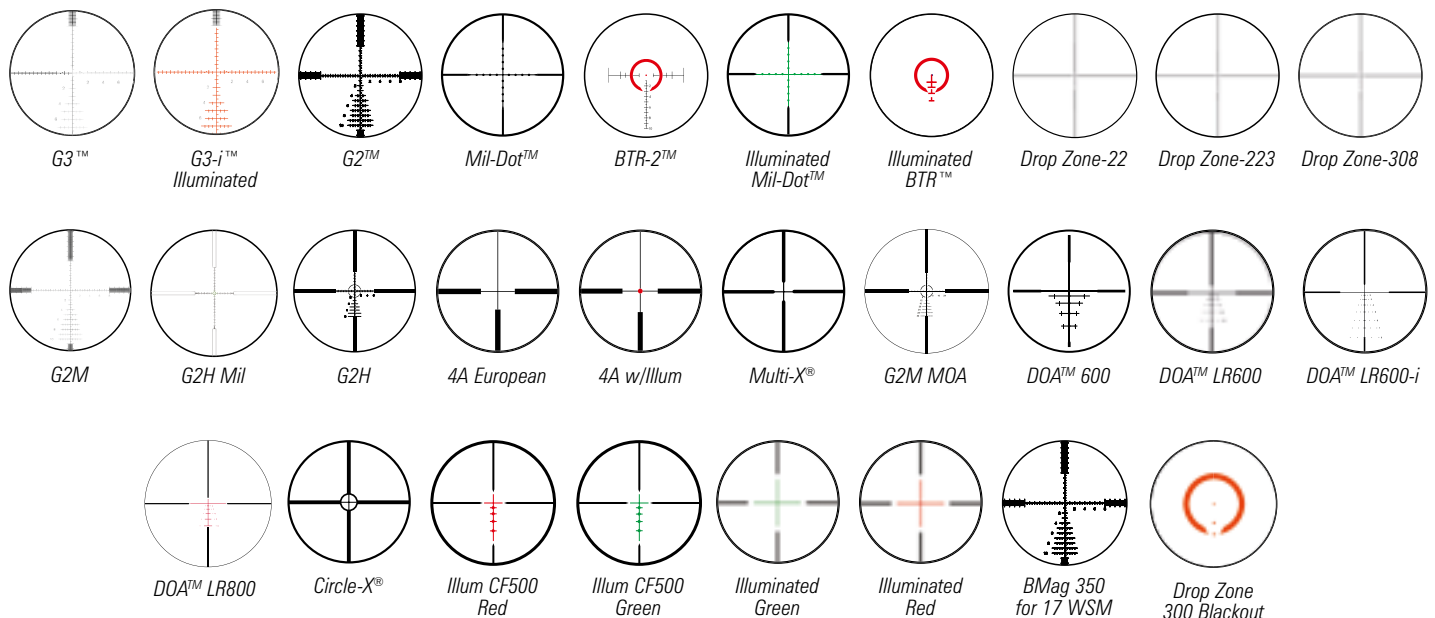 G3™ G3-i™ G2™ Mil-Dot™ BTR-2™ Illuminated Illuminated Drop Zone-22 Drop Zone-223 Drop Zone-308
Illuminated Mil-Dot™ BTR™
G2M G2H Mil G2H 4A European 4A w/Illum Multi-X® G2M MOA DOA™ 600 DOA™ LR600 DOA™ LR600-i
DOA™ LR800 Circle-X® Illum CF500 Illum CF500 Illuminated Illuminated BMag 350 Drop Zone
Red Green Green Red for 17 WSM 300 Blackout